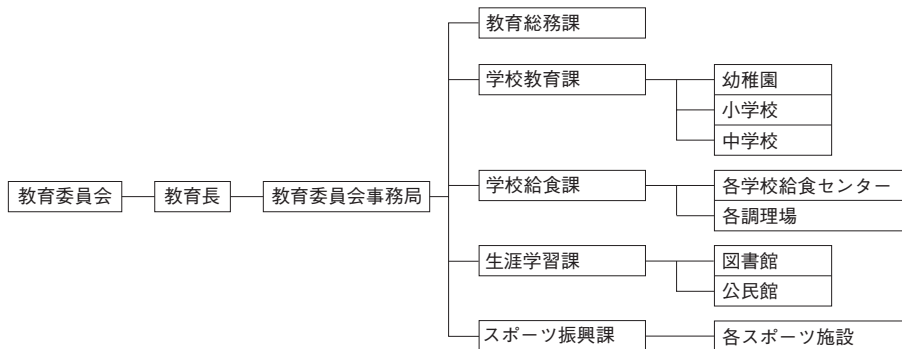 教育総務課
学校教育課
幼稚園
小学校
中学校
教育委員会
教育長
教育委員会事務局
学校給食課
各学校給食センター
各調理場
生涯学習課
図書館
公民館
スポーツ振興課
各スポーツ施設